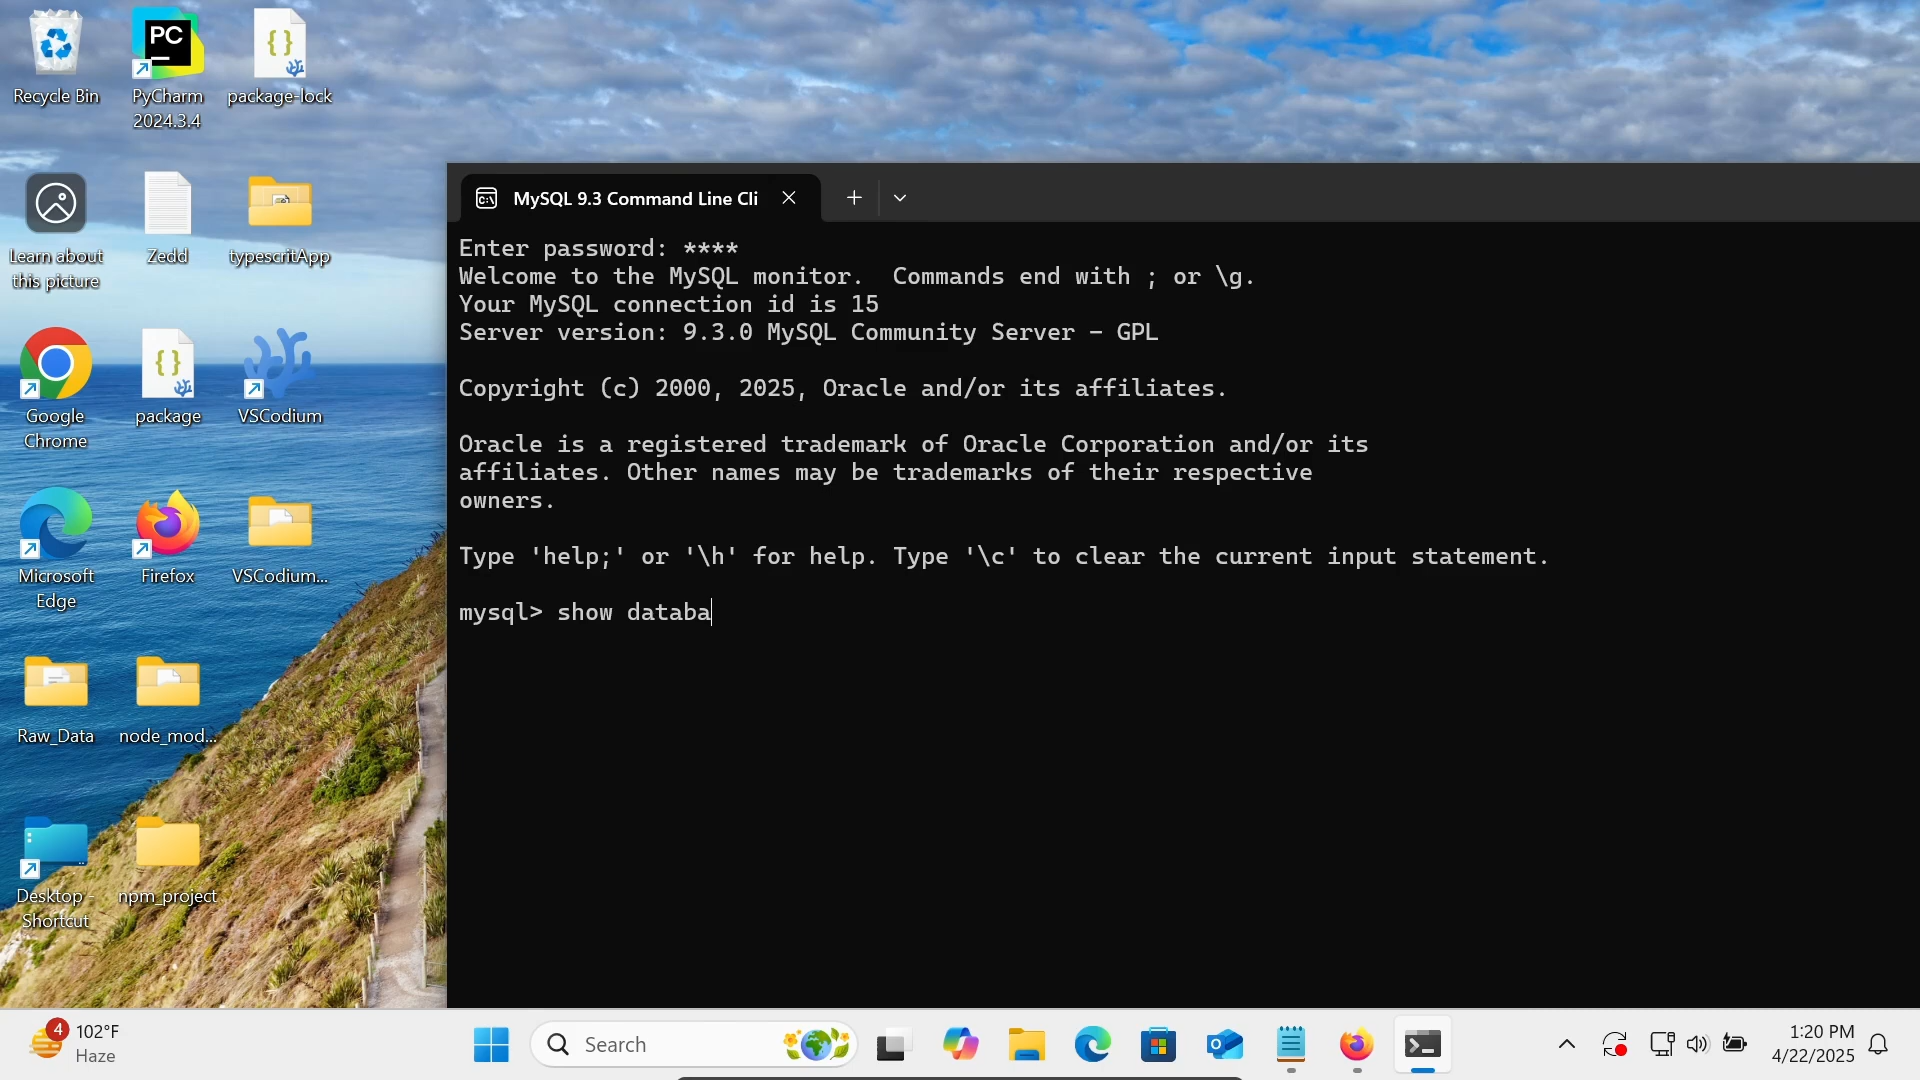 Recycle Bin
PC
PyCharm
2024.3.4
{ }
package-lock
Learn about
this picture
Zedd
typescritApp
Google
Chrome
{ }
package
VSCodium
Microsoft
Edge
Firefox
VSCodium...
Raw_Data
node_mod...
Desktop -
Shortcut
npm_project
C:\
MySQL 9.3 Command Line Cli
Enter password: ****
Welcome to the MySQL monitor.  Commands end with ; or \g.
Your MySQL connection id is 15
Server version: 9.3.0 MySQL Community Server - GPL
Copyright (c) 2000, 2025, Oracle and/or its affiliates.
Oracle is a registered trademark of Oracle Corporation and/or its
affiliates. Other names may be trademarks of their respective
owners.
Type 'help;' or '\h' for help. Type '\c' to clear the current input statement.
mysql> show databa
4
102°F
Haze
Search
1:20 PM
4/22/2025